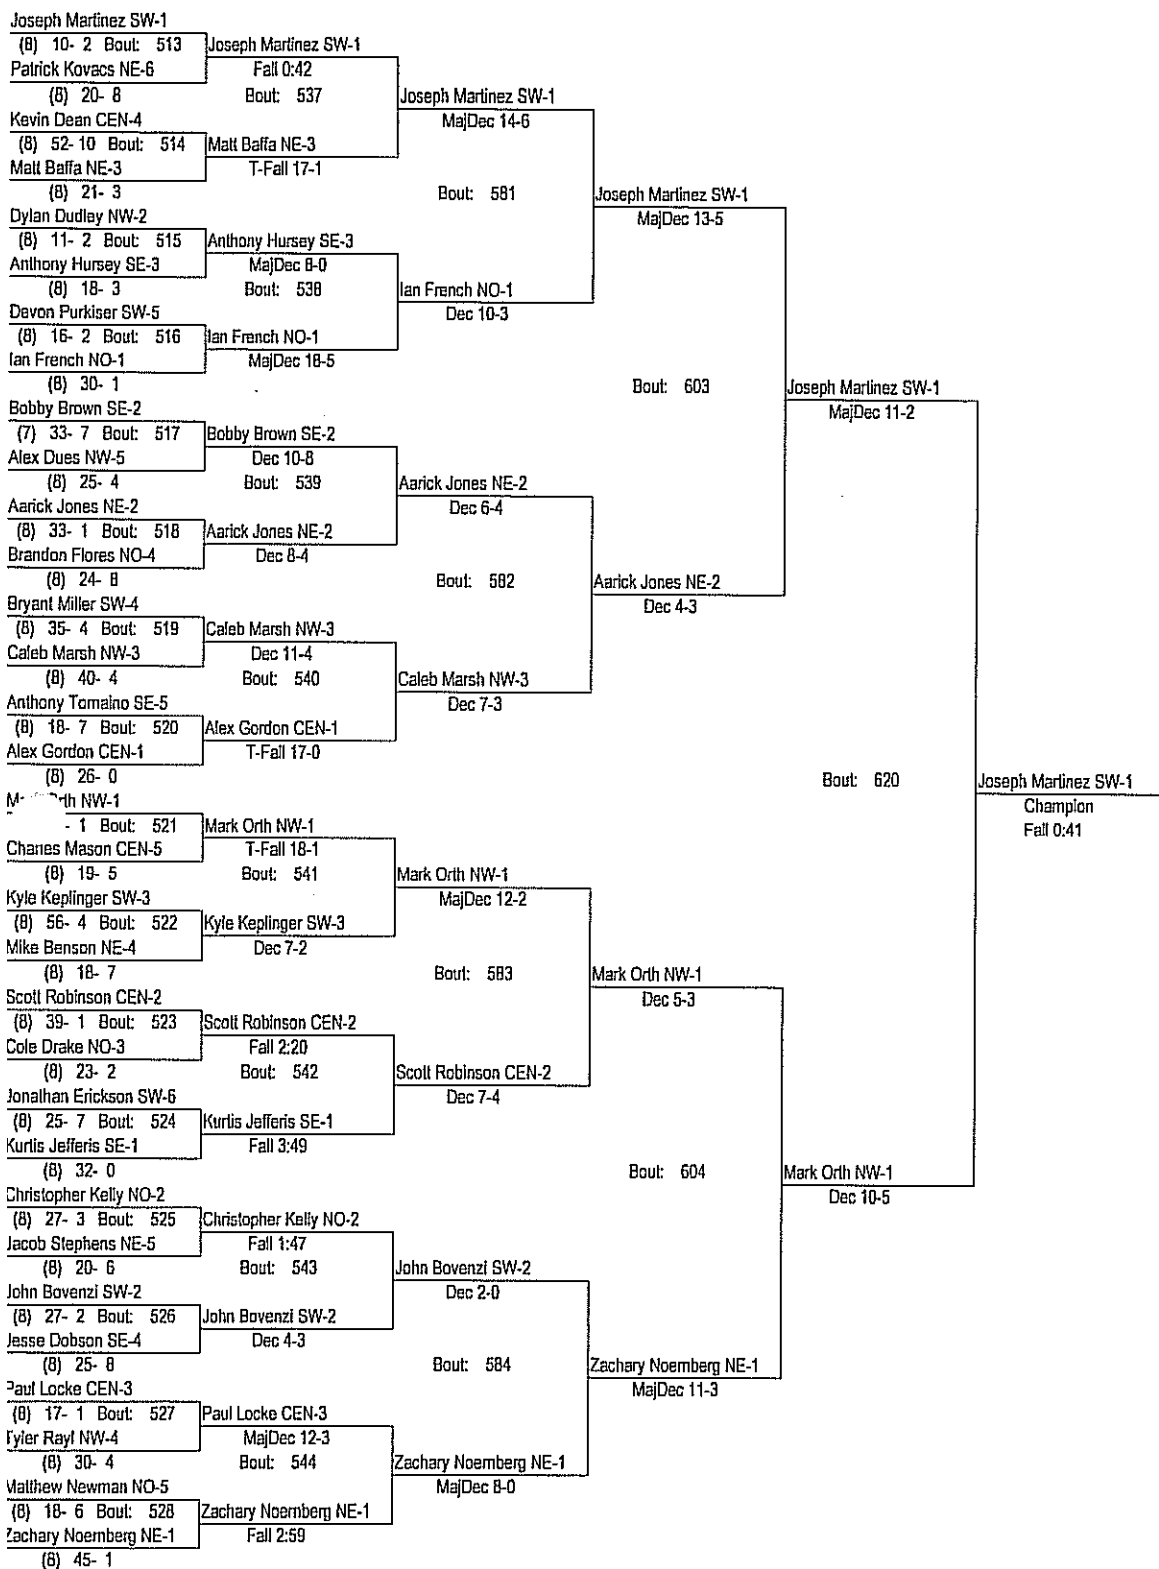 Joseph Martinez SW-1
(8) 10- 2 Bout: 513
Patrick Kovacs NE-6
(8) 20- 8
Kevin Dean CEN-4
(8) 52- 10 Bout: 514
Matt Baffa NE-3
(8) 21- 3
Dylan Dudley NW-2
(8) 11- 2 Bout: 515
Anthony Hursey SE-3
(8) 18- 3
Devon Purkiser SW-5
(8) 16- 2 Bout: 516
Ian French NO-1
(8) 30- 1
Bobby Brown SE-2
(7) 33- 7 Bout: 517
Alex Dues NW-5
(8) 25- 4
Aarick Jones NE-2
(8) 33- 1 Bout: 518
Brandon Flores NO-4
(8) 24- 8
Bryant Miller SW-4
(8) 35- 4 Bout: 519
Caleb Marsh NW-3
(8) 40- 4
Anthony Tomaino SE-5
(8) 18- 7 Bout: 520
Alex Gordon CEN-1
(8) 26- 0
NW-1
- 1 Bout: 521
Charles Mason CEN-5
(8) 19- 5
Kyle Keplinger SW-3
(8) 56- 4 Bout: 522
Mike Benson NE-4
(8) 18- 7
Scott Robinson CEN-2
(8) 39- 1 Bout: 523
Cole Drake NO-3
(8) 23- 2
Jonathan Erickson SW-6
(8) 25- 7 Bout: 524
Kurtis Jefferis SE-1
(8) 32- 0
Christopher Kelly NO-2
(8) 27- 3 Bout: 525
Jacob Stephens NE-5
(8) 20- 6
John Bovenzi SW-2
(8) 27- 2 Bout: 526
Jesse Dobson SE-4
(8) 25- 8
Paul Locke CEN-3
(8) 17- 1 Bout: 527
Tyler Rayl NW-4
(8) 30- 4
Matthew Newman NO-5
(8) 18- 6 Bout: 528
Zachary Noernberg NE-1
(8) 45- 1
Joseph Martinez SW-1
Fall 0:42
Bout: 537
Matt Baffa NE-3
T-Fall 17-1
Anthony Hursey SE-3
MajDec 8-0
Bout: 538
Ian French NO-1
MajDec 18-5
Bobby Brown SE-2
Dec 10-8
Bout: 539
Aarick Jones NE-2
Dec 8-4
Caleb Marsh NW-3
Dec 11-4
Bout: 540
Alex Gordon CEN-1
T-Fall 17-0
Mark Orth NW-1
T-Fall 18-1
Bout: 541
Kyle Keplinger SW-3
Dec 7-2
Scott Robinson CEN-2
Fall 2:20
Bout: 542
Kurtis Jefferis SE-1
Fall 3:49
Christopher Kelly NO-2
Fall 1:47
Bout: 543
John Bovenzi SW-2
Dec 4-3
Paul Locke CEN-3
MajDec 12-3
Bout: 544
Zachary Noernberg NE-1
Fall 2:59
Joseph Martinez SW-1
MajDec 14-6
Bout: 581
Ian French NO-1
Dec 10-3
Aarick Jones NE-2
Dec 6-4
Bout: 582
Caleb Marsh NW-3
Dec 7-3
Mark Orth NW-1
MajDec 12-2
Bout: 583
Scott Robinson CEN-2
Dec 7-4
John Bovenzi SW-2
Dec 2-0
Bout: 584
Zachary Noernberg NE-1
MajDec 8-0
Joseph Martinez SW-1
MajDec 13-5
Bout: 603
Aarick Jones NE-2
Dec 4-3
Mark Orth NW-1
Dec 5-3
Bout: 604
Zachary Noernberg NE-1
MajDec 11-3
Joseph Martinez SW-1
MajDec 11-2
Bout: 620
Mark Orth NW-1
Dec 10-5
Joseph Martinez SW-1
Champion
Fall 0:41